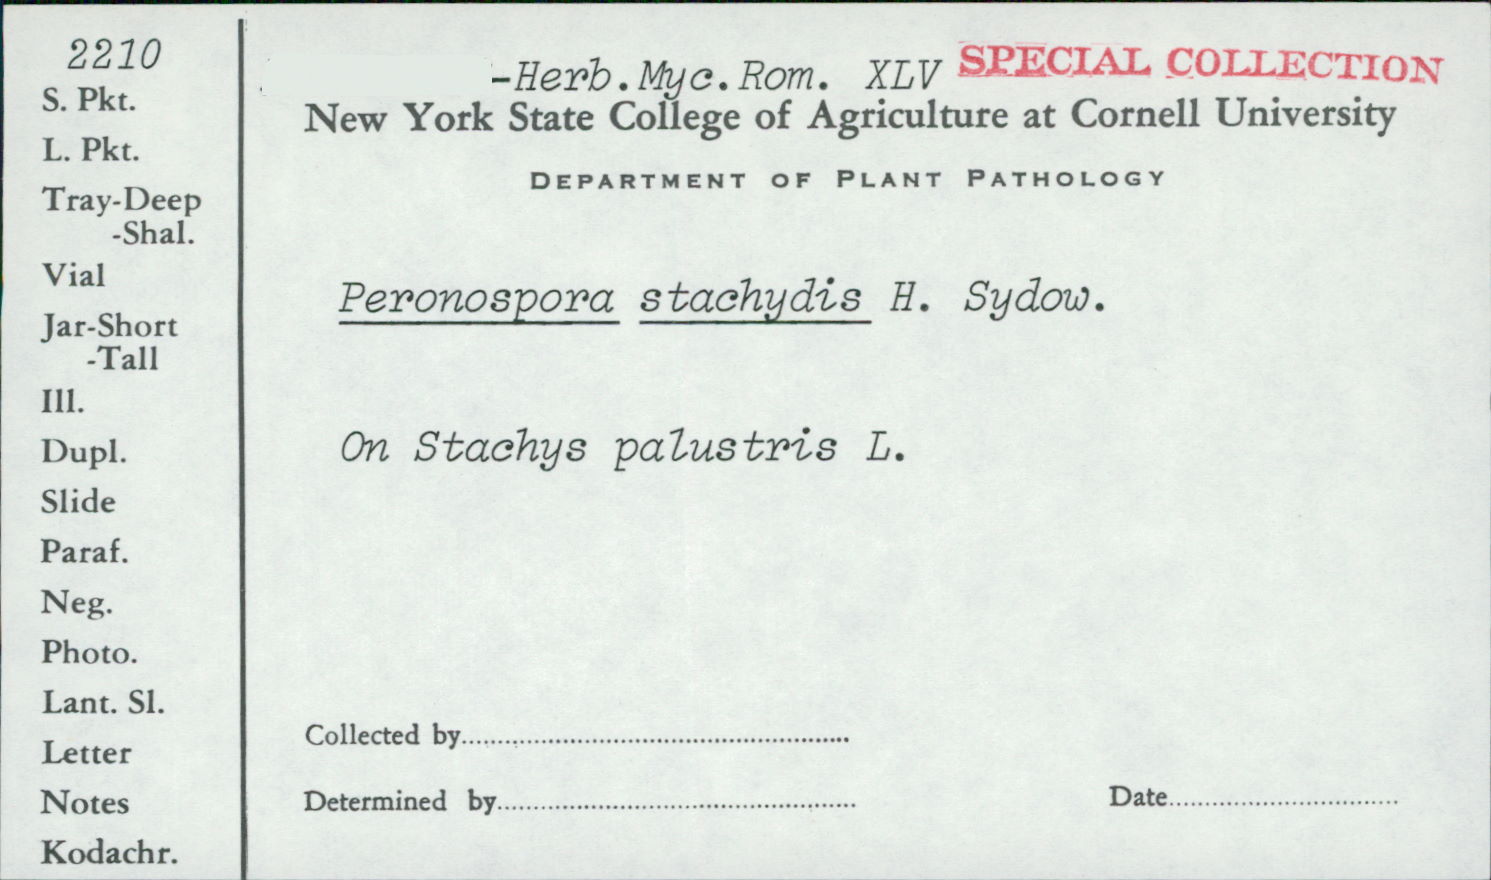 2210
-Herb.Myc.Rom. XLV SPECIAL COLLECTION
New York State College of Agriculture at Cornell University
DEPARTMENT OF PLANT PATHOLOGY
S. Pkt.
L. Pkt.
Tray-Deep
-Shal.
Vial
Jar-Short
-Tall
Ill.
Dupl.
Slide
Paraf.
Neg.
Photo.
Lant. Sl.
Letter
Notes
Kodachr.
Peronospora stachydis H. Sydow.
On Stachys palustris L.
Collected by
Determined by
Date